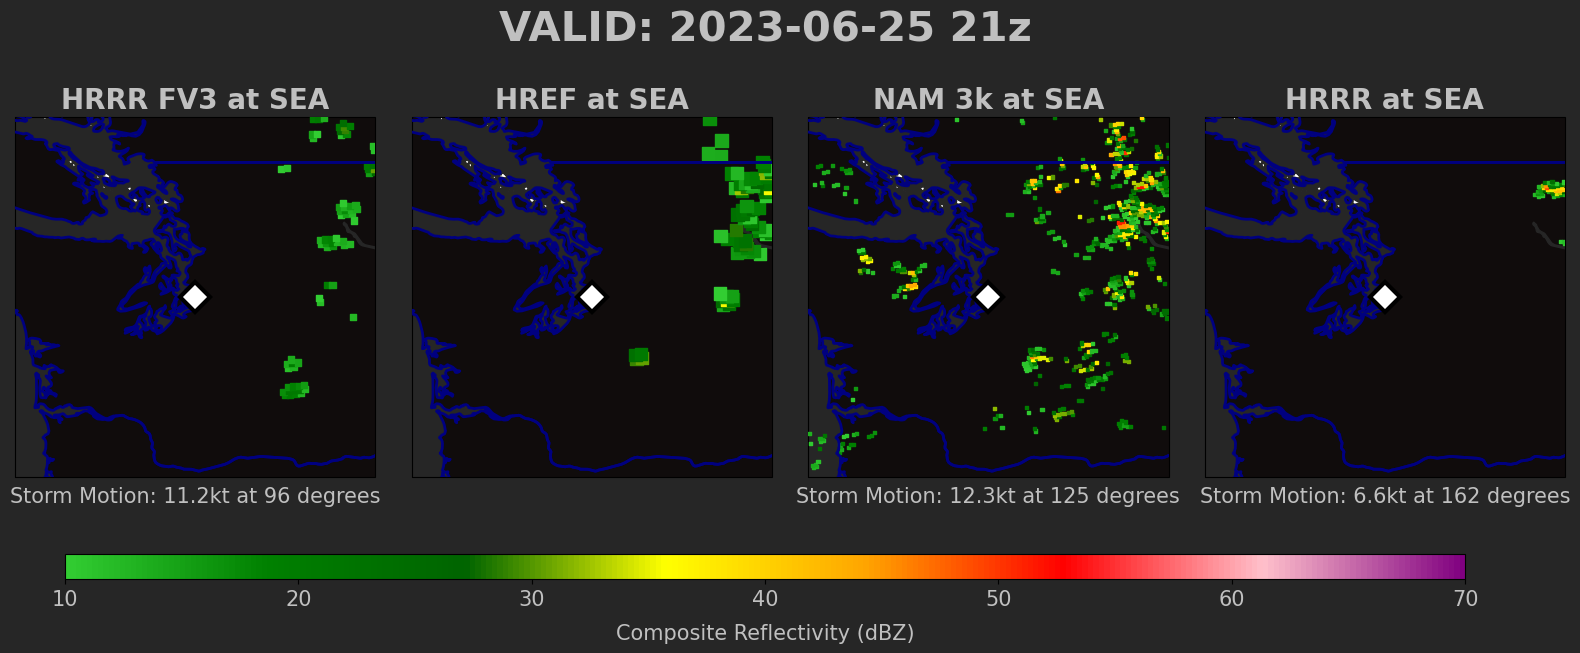 VALID: 2023-06-25 21z
HRRR FV3 at SEA
HREF at SEA
NAM 3k at SEA
HRRR at SEA
Storm Motion: 11.2kt at 96 degrees
Storm Motion: 12.3kt at 125 degrees
Storm Motion: 6.6kt at 162 degrees
10 20 30 40 50 60 70
Composite Reflectivity (dBZ)